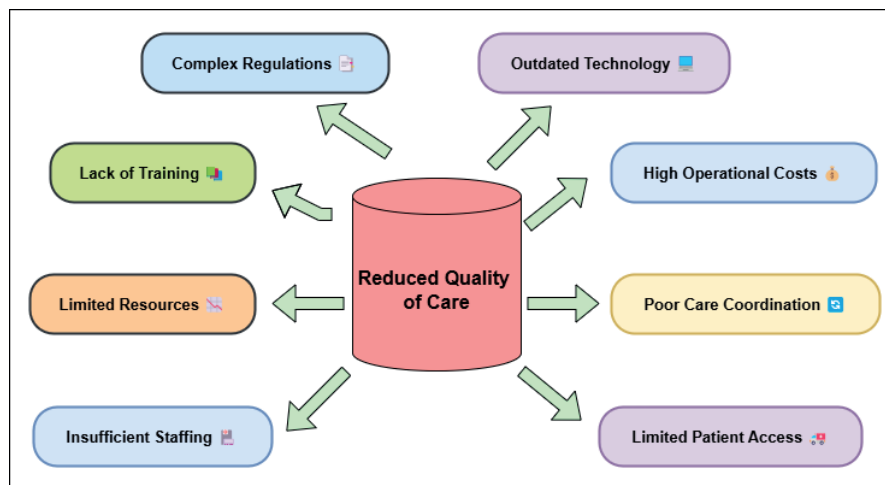 Complex Regulations
Outdated Technology
Lack of Training
High Operational Costs
Reduced Quality
of Care
Limited Resources
Poor Care Coordination
Insufficient Staffing
Limited Patient Access